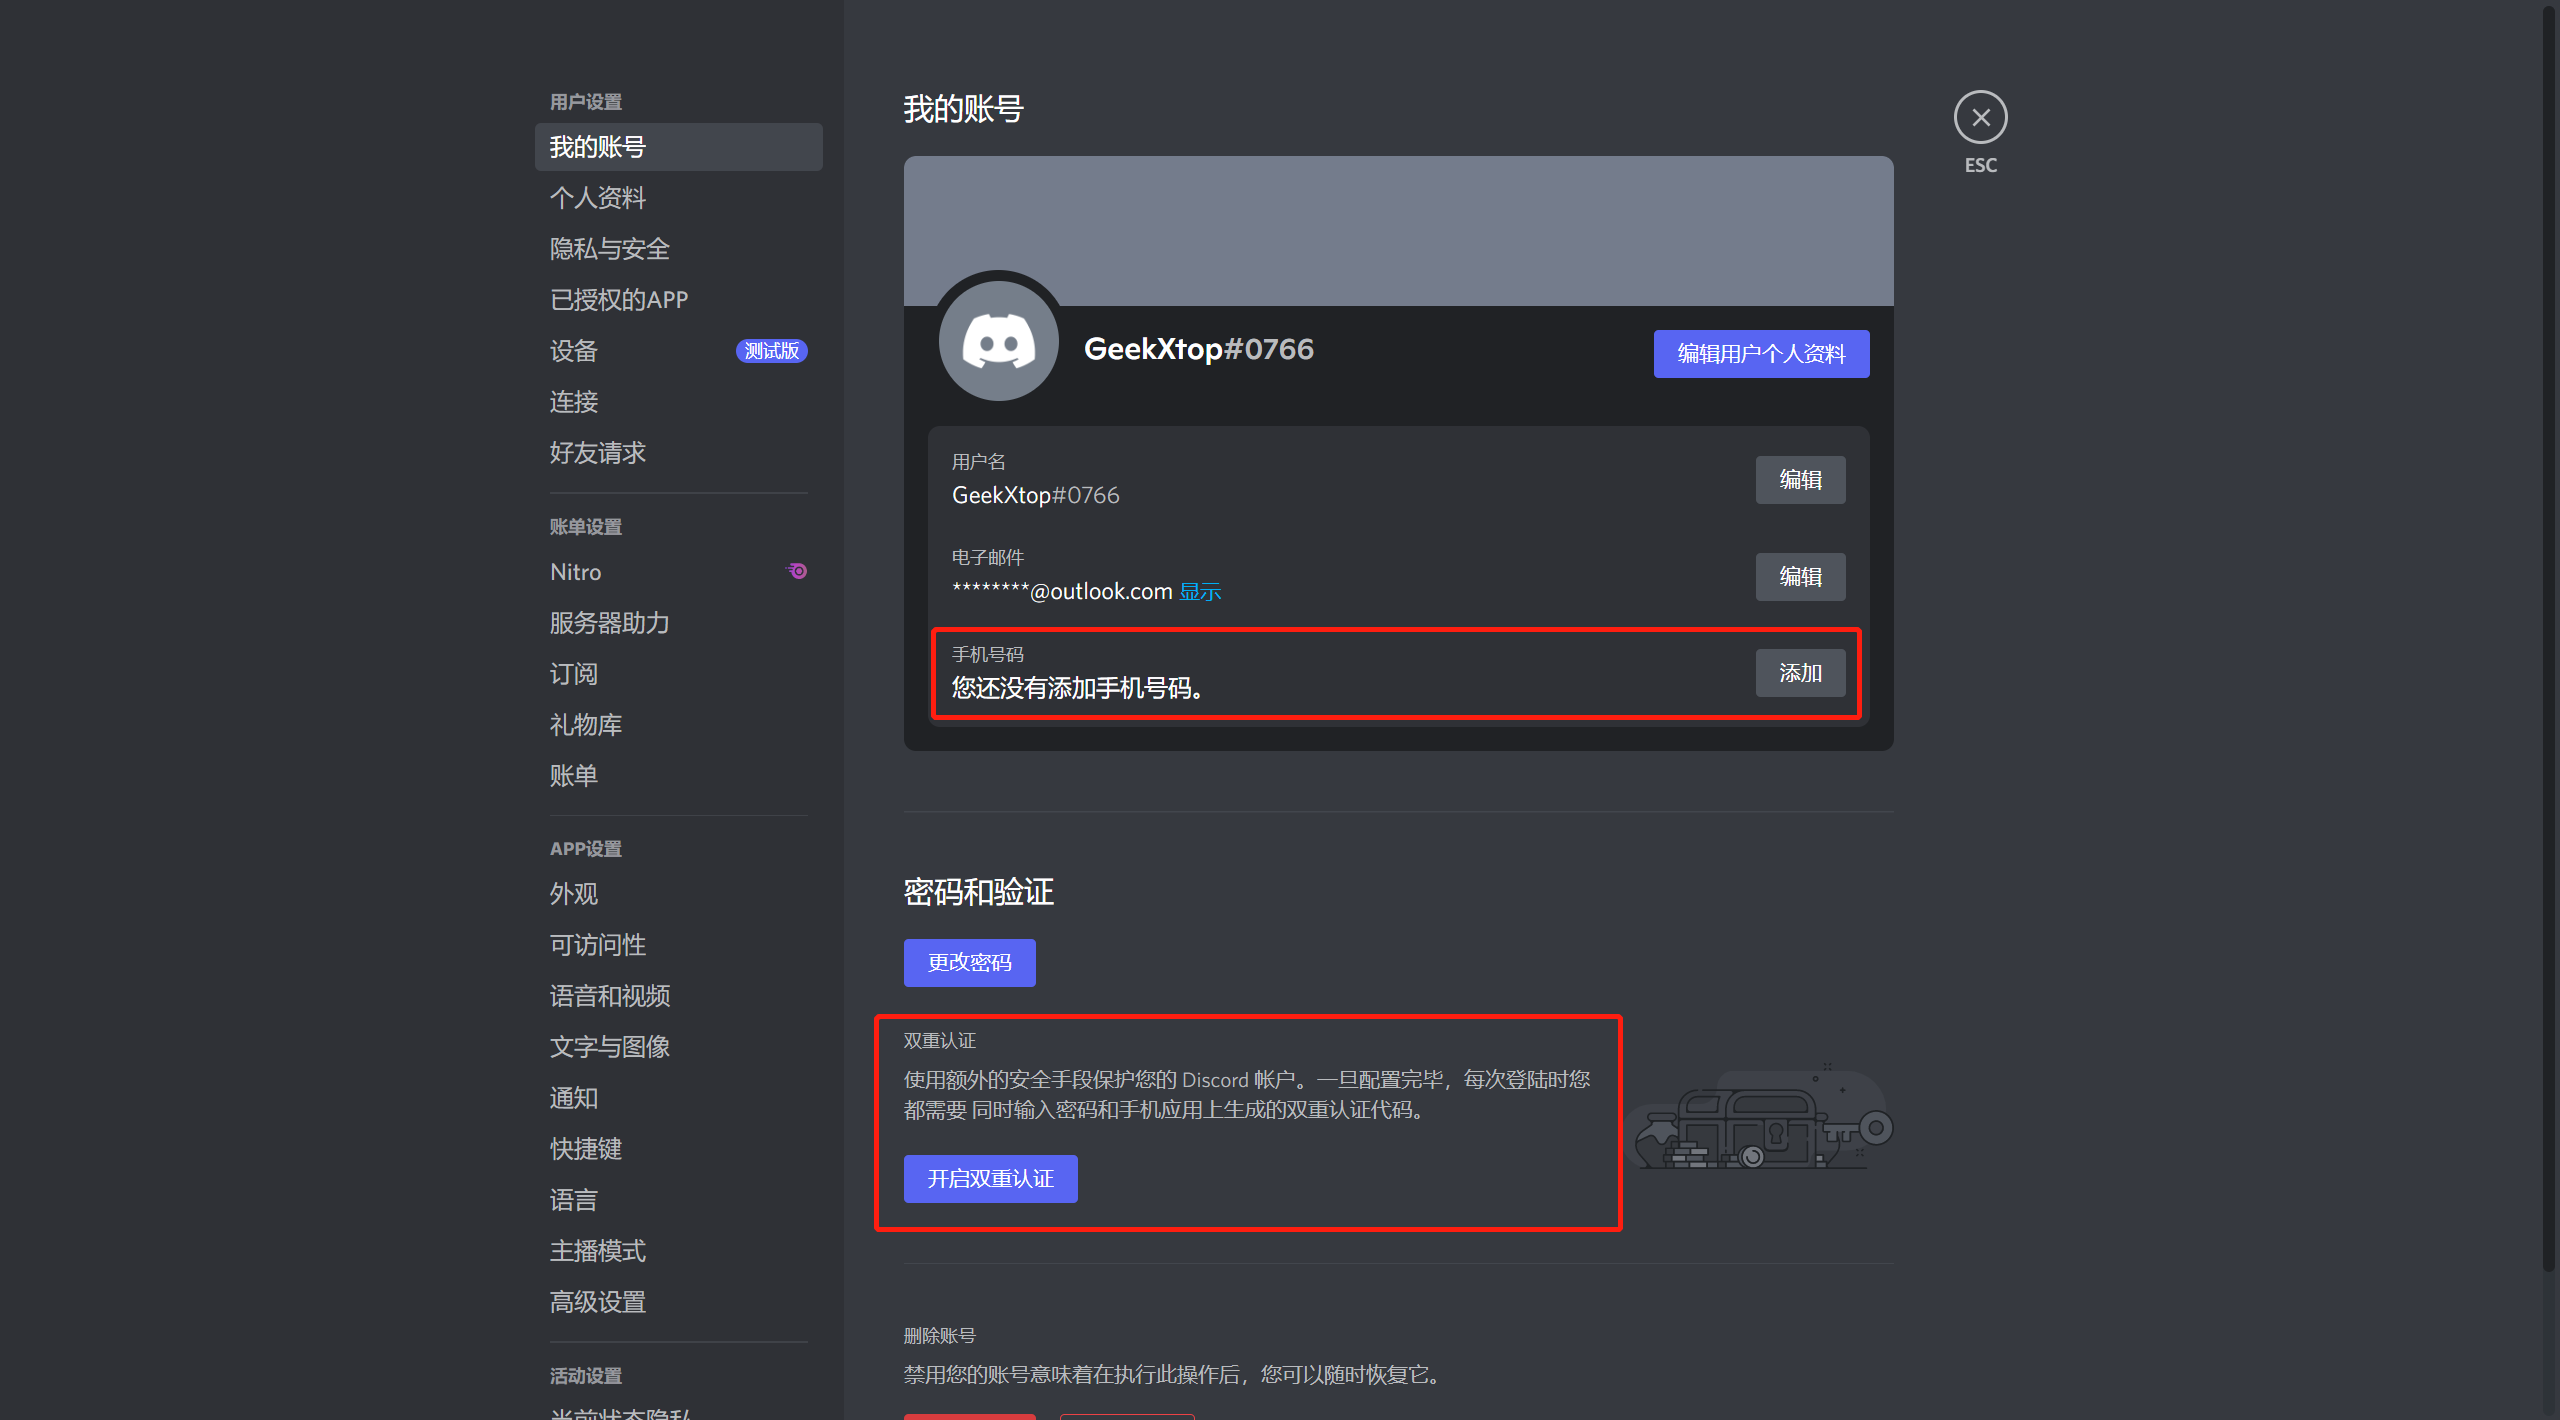 用户设置
我的账号
个人资料
隐私与安全
已授权的APP
设备 测试版
连接
好友请求
账单设置
Nitro
服务器助力
订阅
礼物库
账单
APP设置
外观
可访问性
语音和视频
文字与图像
通知
快捷键
语言
主播模式
高级设置
活动设置
当前状态隐私
我的账号
ESC
GeekXtop#0766
编辑用户个人资料
用户名
GeekXtop#0766
编辑
电子邮件
********@outlook.com 显示
编辑
手机号码
您还没有添加手机号码。
添加
密码和验证
更改密码
双重认证
使用额外的安全手段保护您的 Discord 帐户。一旦配置完毕，每次登陆时您
都需要 同时输入密码和手机应用上生成的双重认证代码。
开启双重认证
删除账号
禁用您的账号意味着在执行此操作后，您可以随时恢复它。